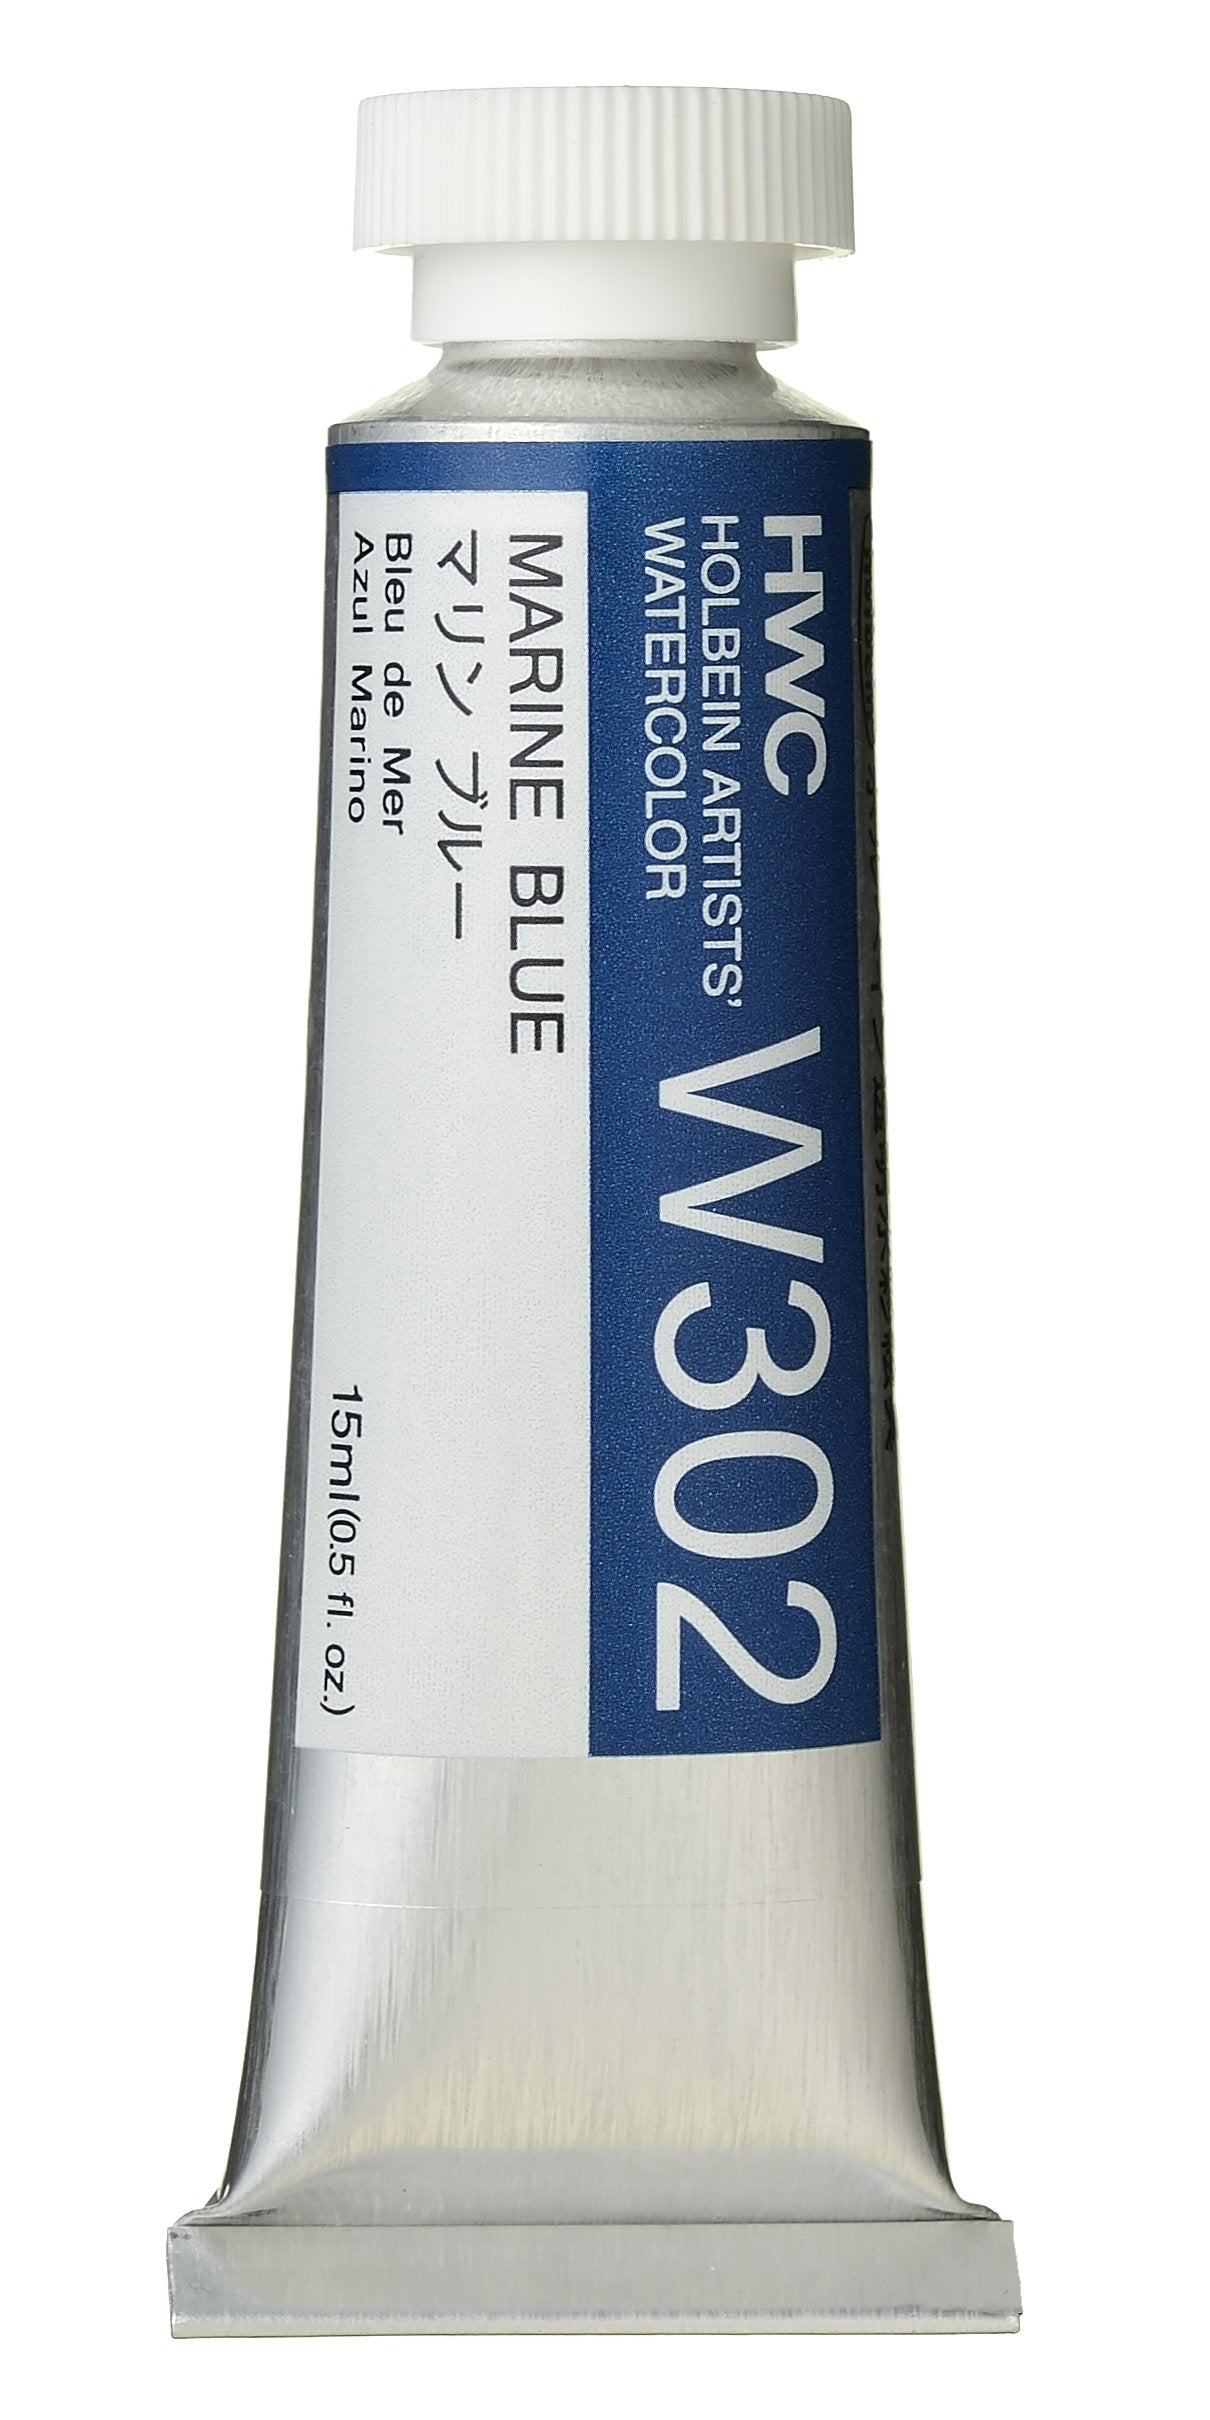 HWC
HOLBEIN ARTISTS'
WATERCOLOR
W302
MARINE BLUE
マリン ブルー
Bleu de Mer
Azul Marino
15ml(0.5 fl. oz.)